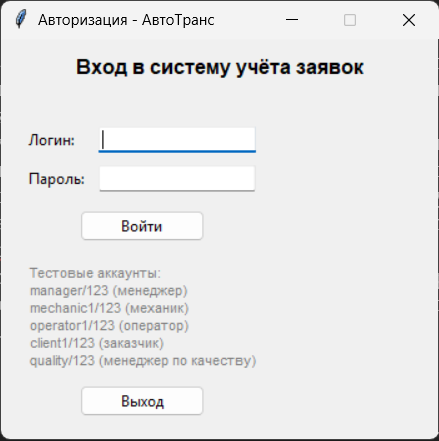 Авторизация - АвтоТранс
Вход в систему учёта заявок
Логин:
Пароль:
Войти
Тестовые аккаунты:
manager/123 (менеджер)
mechanic1/123 (механик)
operator1/123 (оператор)
client1/123 (заказчик)
quality/123 (менеджер по качеству)
Выход